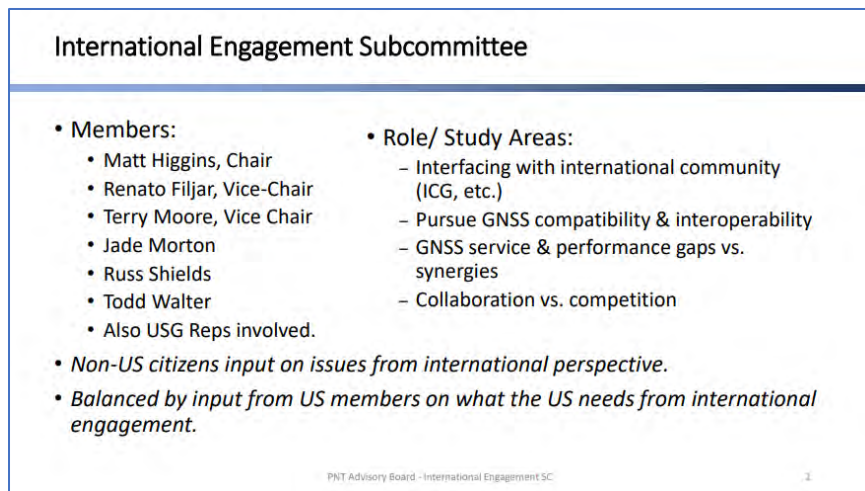 International Engagement Subcommittee
• Members:
• Matt Higgins, Chair
• Renato Filjar, Vice-Chair
• Terry Moore, Vice Chair
• Jade Morton
• Russ Shields
• Todd Walter
• Also USG Reps involved.
• Role/ Study Areas:
– Interfacing with international community
(ICG, etc.)
– Pursue GNSS compatibility & interoperability
– GNSS service & performance gaps vs.
synergies
– Collaboration vs. competition
• Non-US citizens input on issues from international perspective.
• Balanced by input from US members on what the US needs from international
engagement.
PNT Advisory Board - International Engagement SC